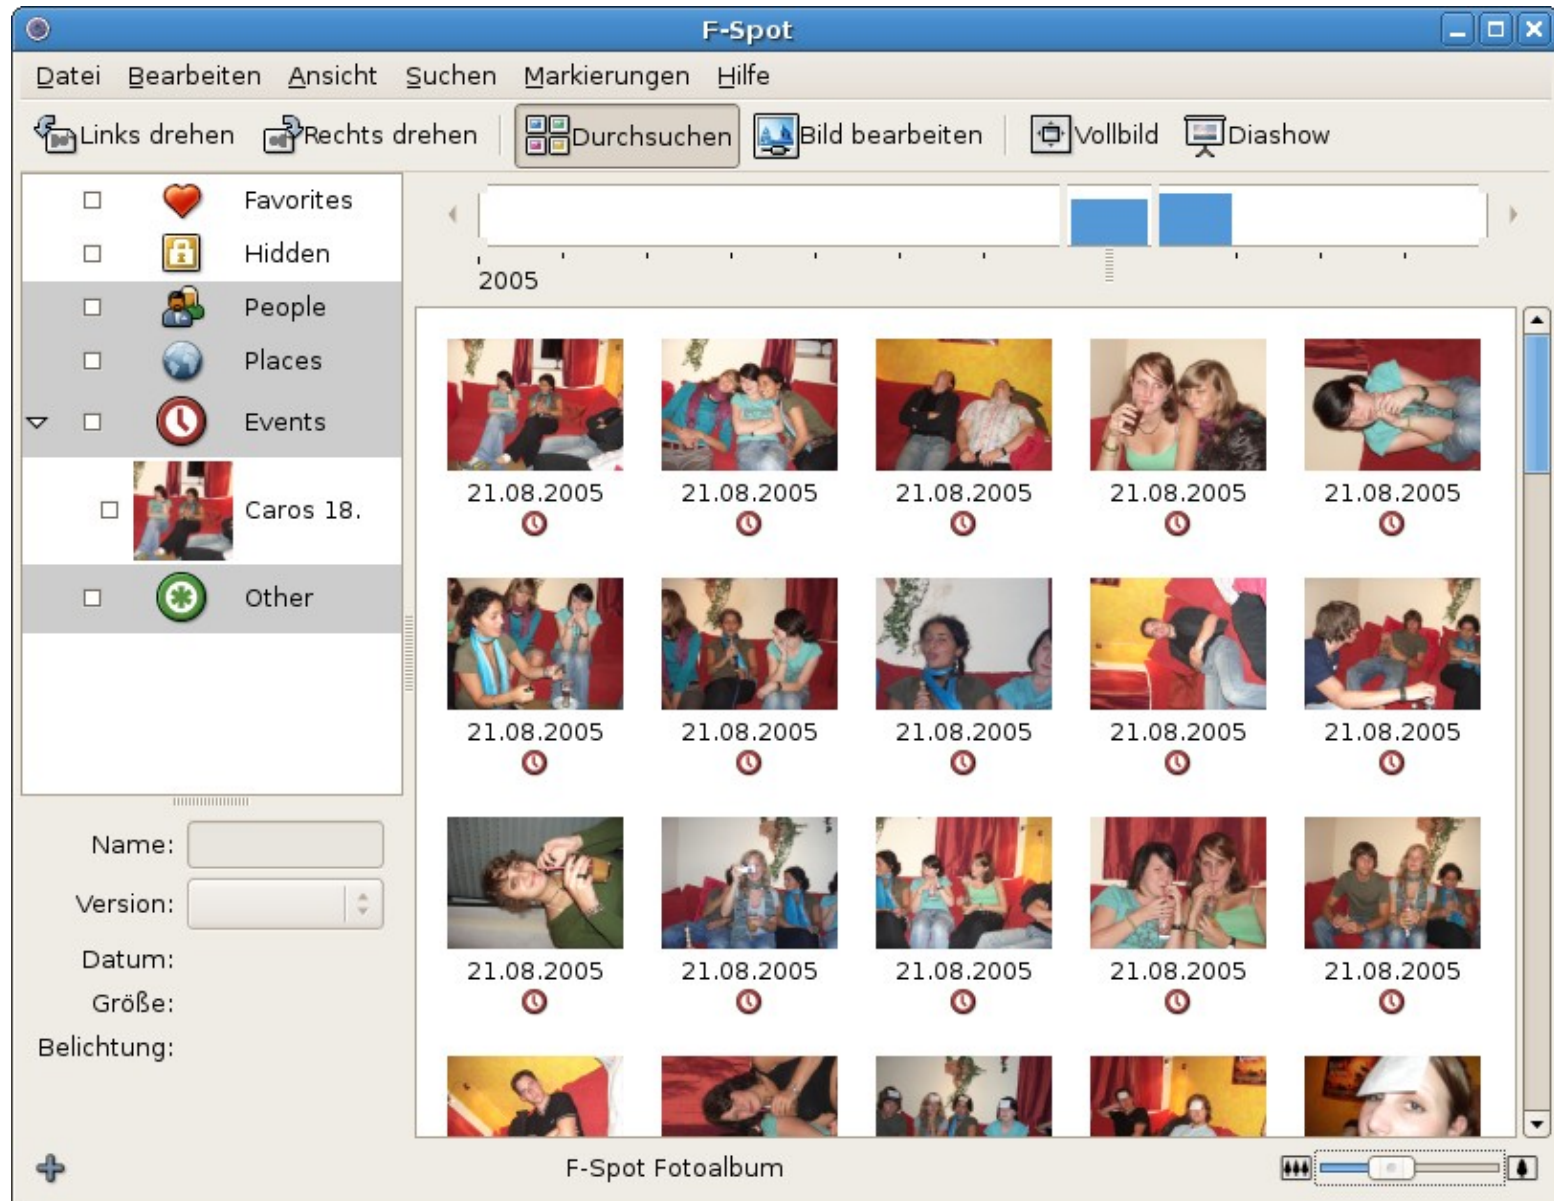 F-Spot
Datei Bearbeiten Ansicht Suchen Markierungen Hilfe
Links drehen Rechts drehen Durchsuchen Bild bearbeiten Vollbild Diashow
Favorites
Hidden
People
Places
Events
Caros 18.
Other
2005
21.08.2005 21.08.2005 21.08.2005 21.08.2005 21.08.2005
21.08.2005 21.08.2005 21.08.2005 21.08.2005 21.08.2005
21.08.2005 21.08.2005 21.08.2005 21.08.2005 21.08.2005
Name:
Version:
Datum:
Größe:
Belichtung:
F-Spot Fotoalbum